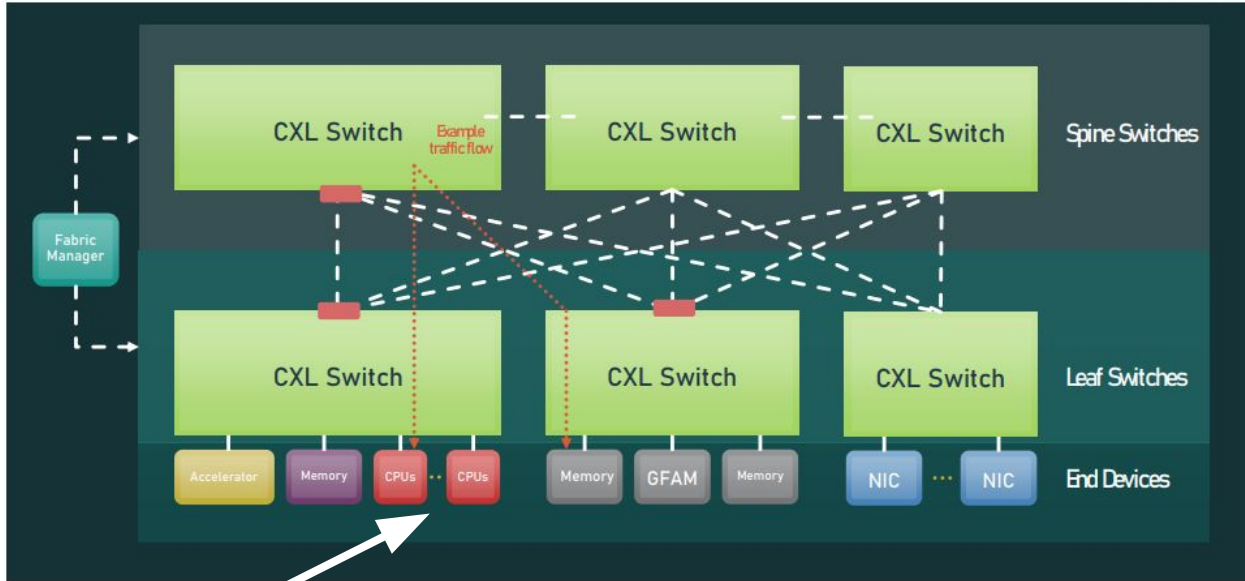 CXL Switch
CXL Switch
CXL Switch
Example
traffic flow
Spine Switches
Fabric
Manager
CXL Switch
CXL Switch
CXL Switch
Leaf Switches
Accelerator
Memory
CPUs
CPUs
Memory
GFAM
Memory
NIC
NIC
End Devices